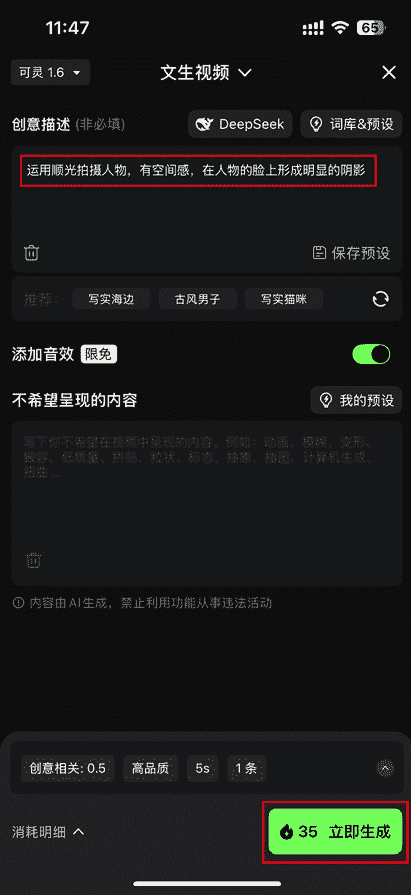 11:47
65
可灵 1.6
文生视频
创意描述 (非必填)
DeepSeek
词库&预设
运用顺光拍摄人物，有空间感，在人物的脸上形成明显的阴影
保存预设
推荐：
写实海边
古风男子
写实猫咪
添加音效 限免
不希望呈现的内容
我的预设
写下你不希望在视频中呈现的内容。例如：动画、模糊、变形、
毁容、低质量、拼贴、粒状、标志、抽象、插图、计算机生成、
扭曲 ...
内容由AI生成，禁止利用功能从事违法活动
创意相关: 0.5
高品质
5s
1 条
消耗明细
35 立即生成